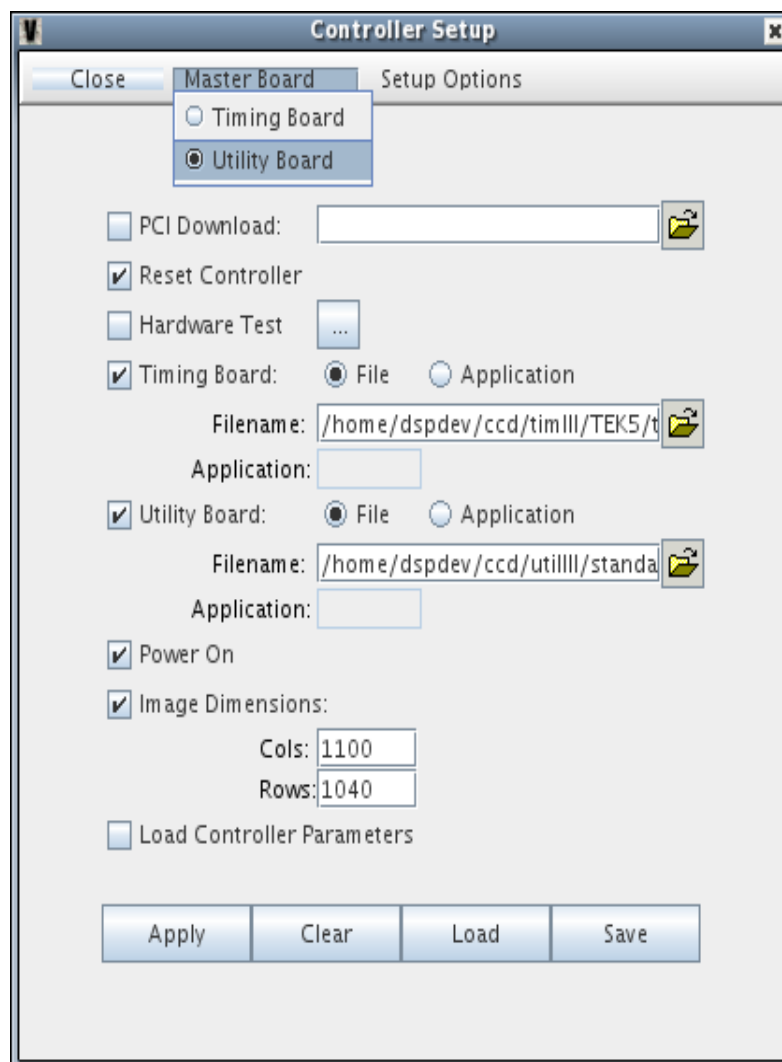 V Controller Setup x
Close Master Board Setup Options
Timing Board
Utility Board
PCI Download:
Reset Controller
Hardware Test ...
Timing Board: File Application
Filename: /home/dspdev/ccd/timIII/TEK5/t
Application:
Utility Board: File Application
Filename: /home/dspdev/ccd/utilIII/standa
Application:
Power On
Image Dimensions:
Cols: 1100
Rows: 1040
Load Controller Parameters
Apply Clear Load Save